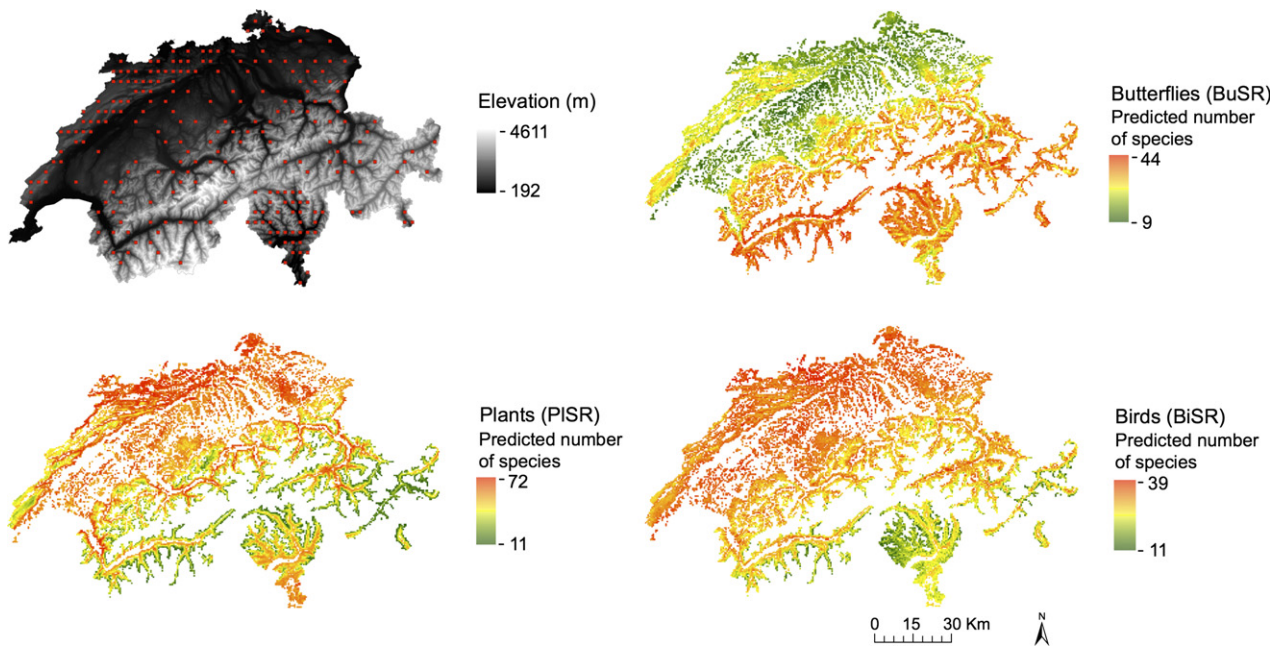 Elevation (m)
- 4611
- 192
Butterflies (BuSR)
Predicted number
of species
- 44
- 9
Plants (PlSR)
Predicted number
of species
- 72
- 11
Birds (BiSR)
Predicted number
of species
- 39
- 11
0 15 30 Km
N